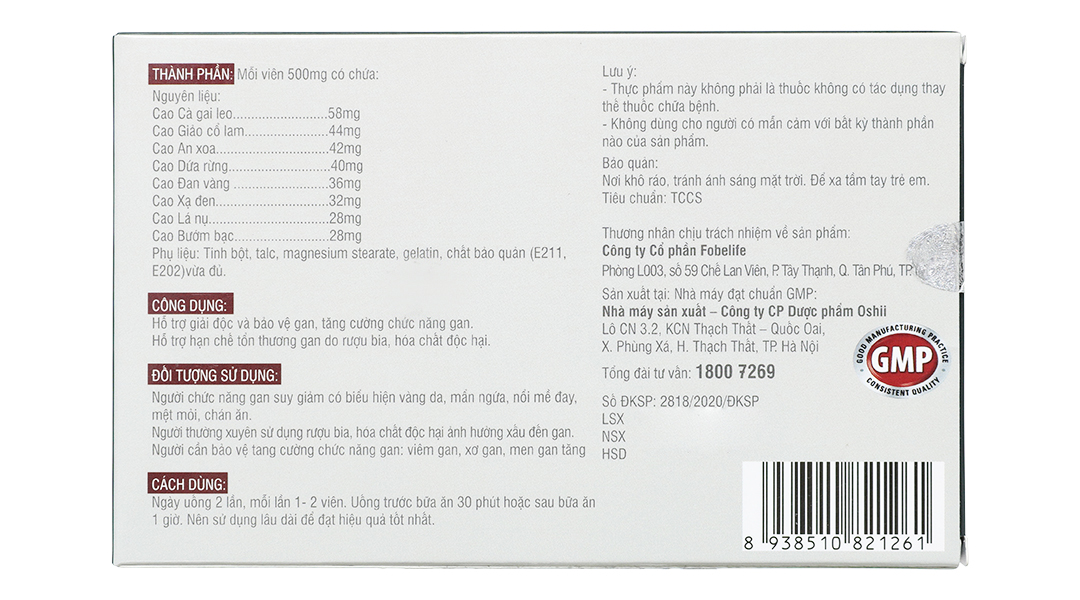 THÀNH PHẦN: Mỗi viên 500mg có chứa:
Nguyên liệu:
Cao Cà gai leo..........................58mg
Cao Giảo cổ lam.......................44mg
Cao An xoa...............................42mg
Cao Dứa rừng............................40mg
Cao Đan vàng ..........................36mg
Cao Xạ đen...............................32mg
Cao Lá nụ.................................28mg
Cao Bướm bạc..........................28mg
Phụ liệu: Tinh bột, talc, magnesium stearate, gelatin, chất bảo quản (E211,
E202)vừa đủ.
CÔNG DỤNG:
Hỗ trợ giải độc và bảo vệ gan, tăng cường chức năng gan.
Hỗ trợ hạn chế tổn thương gan do rượu bia, hóa chất độc hại.
ĐỐI TƯỢNG SỬ DỤNG:
Người chức năng gan suy giảm có biểu hiện vàng da, mẩn ngứa, nổi mề đay,
mệt mỏi, chán ăn.
Người thường xuyên sử dụng rượu bia, hóa chất độc hại ảnh hưởng xấu đến gan.
Người cần bảo vệ tang cường chức năng gan: viêm gan, xơ gan, men gan tăng
CÁCH DÙNG:
Ngày uống 2 lần, mỗi lần 1- 2 viên. Uống trước bữa ăn 30 phút hoặc sau bữa ăn
1 giờ. Nên sử dụng lâu dài để đạt hiệu quả tốt nhất.
Lưu ý:
- Thực phẩm này không phải là thuốc không có tác dụng thay
thế thuốc chữa bệnh.
- Không dùng cho người có mẫn cảm với bất kỳ thành phần
nào của sản phẩm.
Bảo quản:
Nơi khô ráo, tránh ánh sáng mặt trời. Để xa tầm tay trẻ em.
Tiêu chuẩn: TCCS
Thương nhân chịu trách nhiệm về sản phẩm:
Công ty Cổ phần Fobelife
Phòng L003, số 59 Chế Lan Viên, P. Tây Thạnh, Q. Tân Phú, TP.
Sản xuất tại: Nhà máy đạt chuẩn GMP:
Nhà máy sản xuất – Công ty CP Dược phẩm Oshii
Lô CN 3.2, KCN Thạch Thất – Quốc Oai,
X. Phùng Xá, H. Thạch Thất, TP. Hà Nội
Tổng đài tư vấn: 1800 7269
Số ĐKSP: 2818/2020/ĐKSP
LSX
NSX
HSD
GOOD MANUFACTURING PRACTICE
GMP
CONSISTENT QUALITY
8 938510 821261